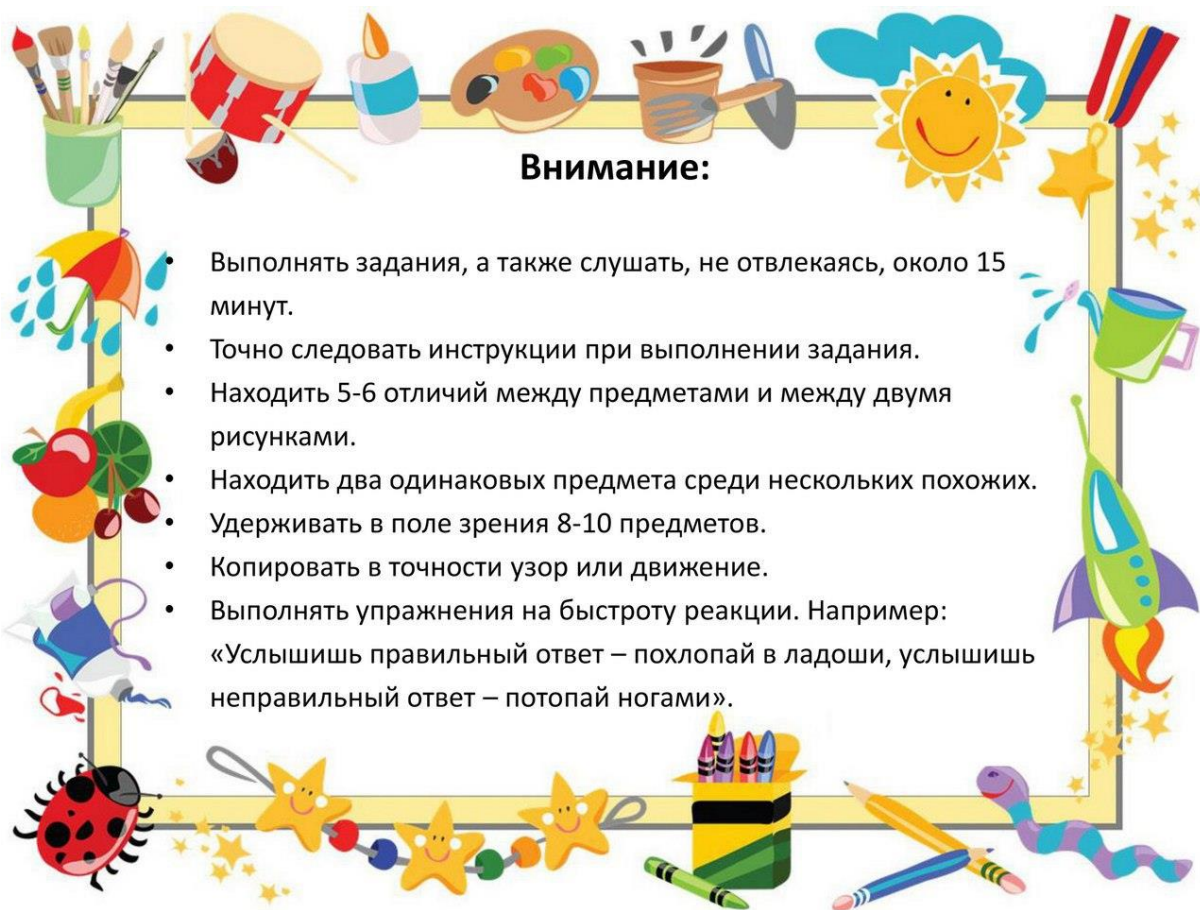 Внимание:
• Выполнять задания, а также слушать, не отвлекаясь, около 15
минут.
• Точно следовать инструкции при выполнении задания.
• Находить 5-6 отличий между предметами и между двумя
рисунками.
• Находить два одинаковых предмета среди нескольких похожих.
• Удерживать в поле зрения 8-10 предметов.
• Копировать в точности узор или движение.
• Выполнять упражнения на быстроту реакции. Например:
«Услышишь правильный ответ – похлопай в ладоши, услышишь
неправильный ответ – потопай ногами».